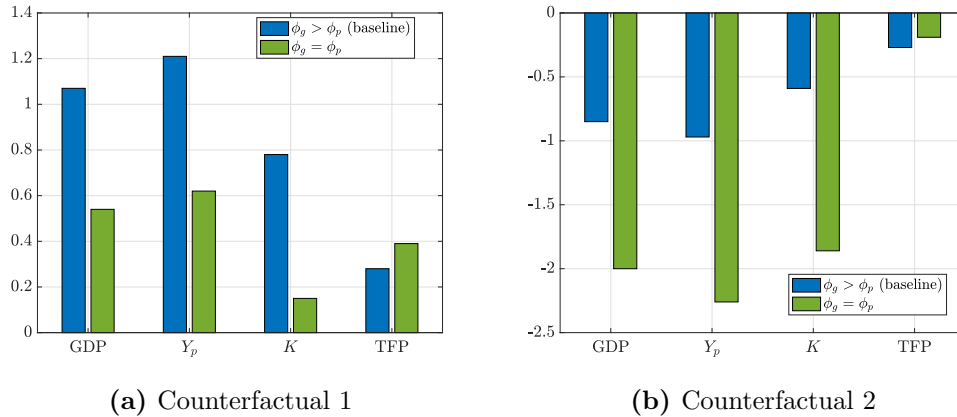 1.4
1.2
1
0.8
0.6
0.4
0.2
0
GDP Y_p K TFP
ϕ_g > ϕ_p (baseline)
ϕ_g = ϕ_p
(a) Counterfactual 1
0
-0.5
-1
-1.5
-2
-2.5
GDP Y_p K TFP
ϕ_g > ϕ_p (baseline)
ϕ_g = ϕ_p
(b) Counterfactual 2